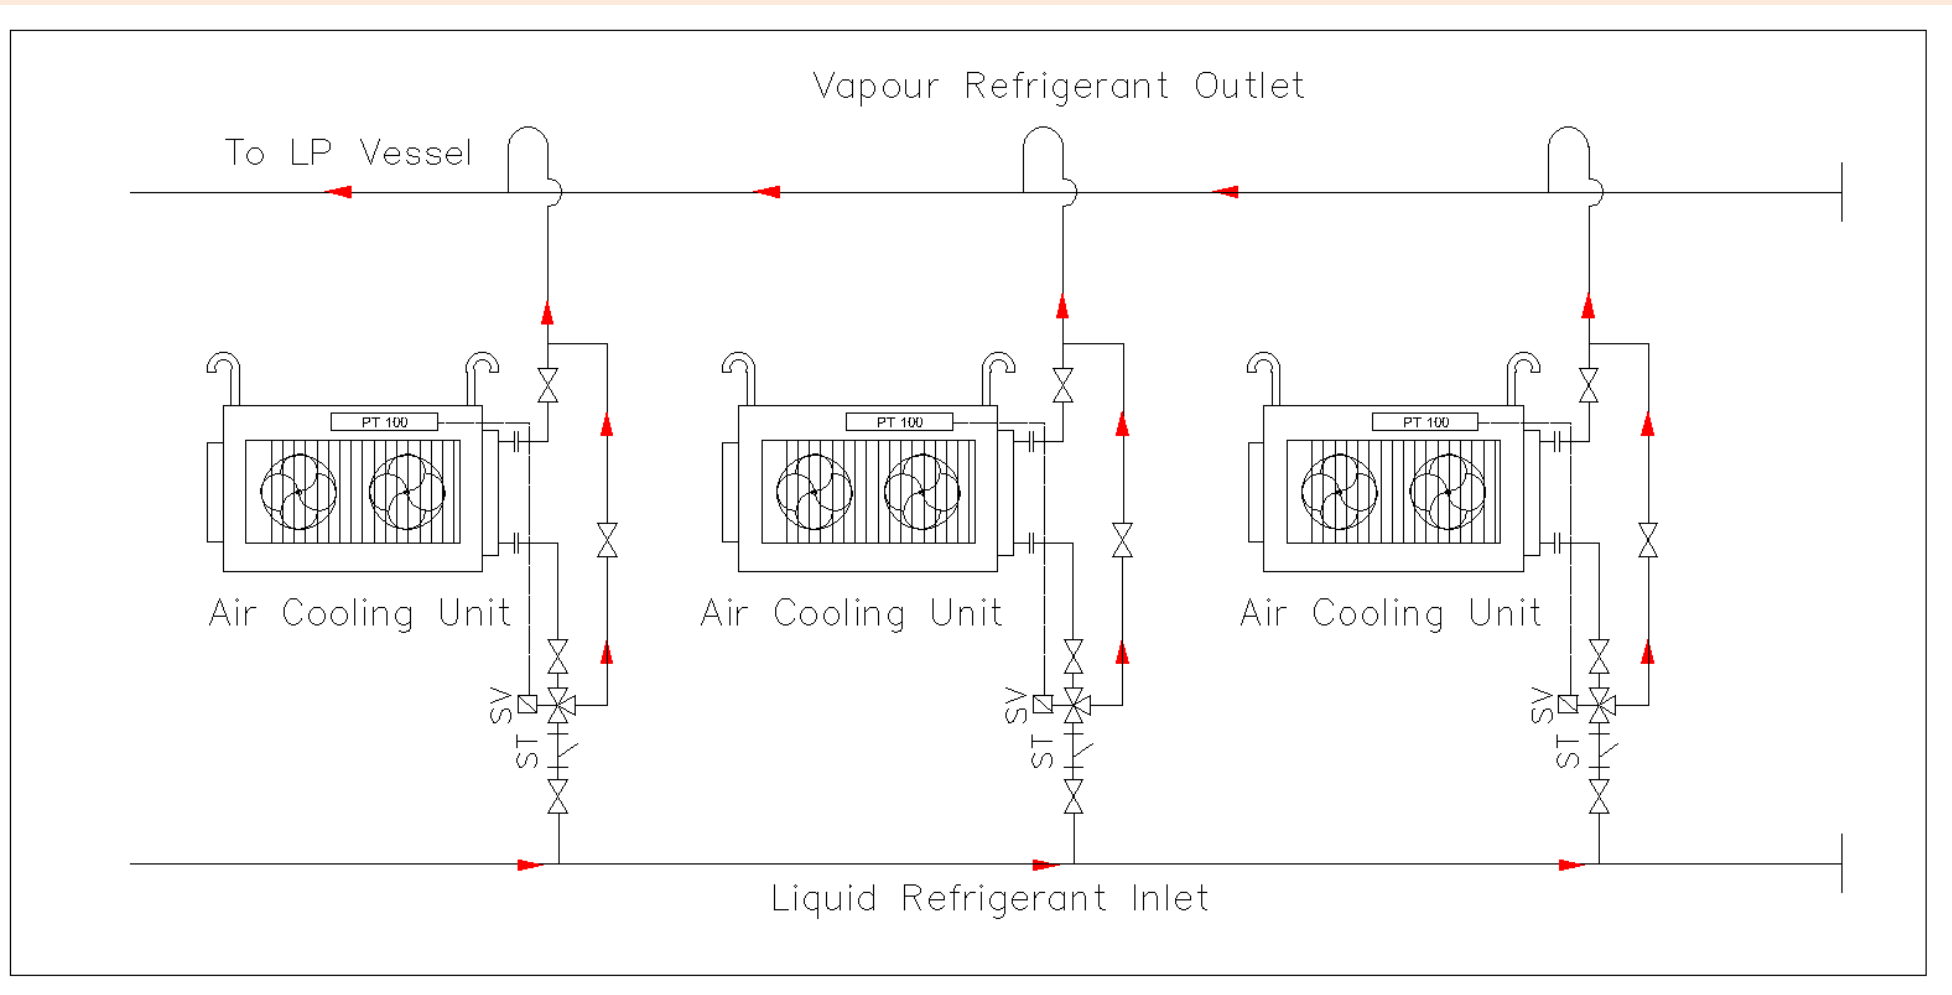 Vapour Refrigerant Outlet
To LP Vessel
PT 100
PT 100
PT 100
Air Cooling Unit
Air Cooling Unit
Air Cooling Unit
SV
SV
SV
ST
ST
ST
Liquid Refrigerant Inlet